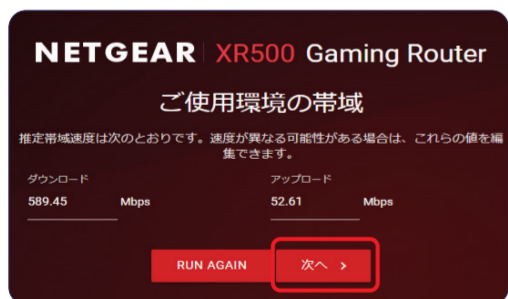 NETGEAR XR500 Gaming Router
ご使用環境の帯域
推定帯域速度は次のとおりです。速度が異なる可能性がある場合は、これらの値を編
集できます。
ダウンロード アップロード
589.45 Mbps 52.61 Mbps
RUN AGAIN 次へ >